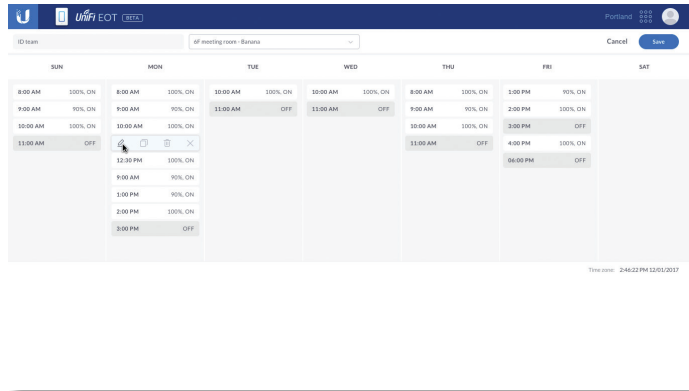 UniFi EOT BETA
Portland
ID team
6F meeting room - Banana
Cancel
Save
SUN
MON
TUE
WED
THU
FRI
SAT
8:00 AM 100%, ON
9:00 AM 90%, ON
10:00 AM 100%, ON
11:00 AM OFF
8:00 AM 100%, ON
9:00 AM 90%, ON
10:00 AM 100%, ON
12:30 PM 100%, ON
9:00 AM 90%, ON
1:00 PM 90%, ON
2:00 PM 100%, ON
3:00 PM OFF
10:00 AM 100%, ON
11:00 AM OFF
10:00 AM 100%, ON
11:00 AM OFF
8:00 AM 100%, ON
9:00 AM 90%, ON
10:00 AM 100%, ON
11:00 AM OFF
1:00 PM 90%, ON
2:00 PM 100%, ON
3:00 PM OFF
4:00 PM 100%, ON
06:00 PM OFF
Time zone: 2:46:22 PM 12/01/2017